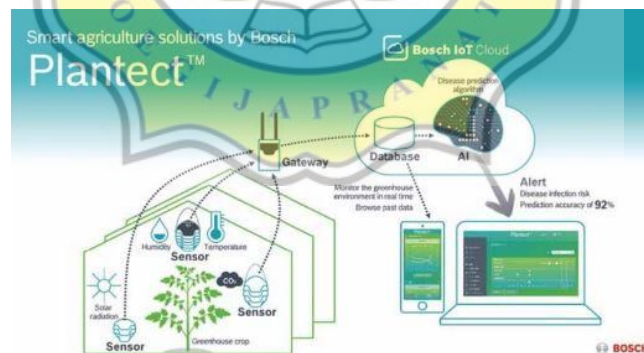 Smart agriculture solutions by Bosch
Plantect™
Bosch IoT Cloud
Disease prediction
algorithm
Database
AI
Gateway
Monitor the greenhouse
environment in real time
Browse past data
Alert
Disease infection risk
Prediction accuracy of 92%
Humidity
Temperature
Sensor
CO₂
Sensor
Solar
radiation
Sensor
Greenhouse crop
Plantect
BOSCH
OEGIJAPRANAT